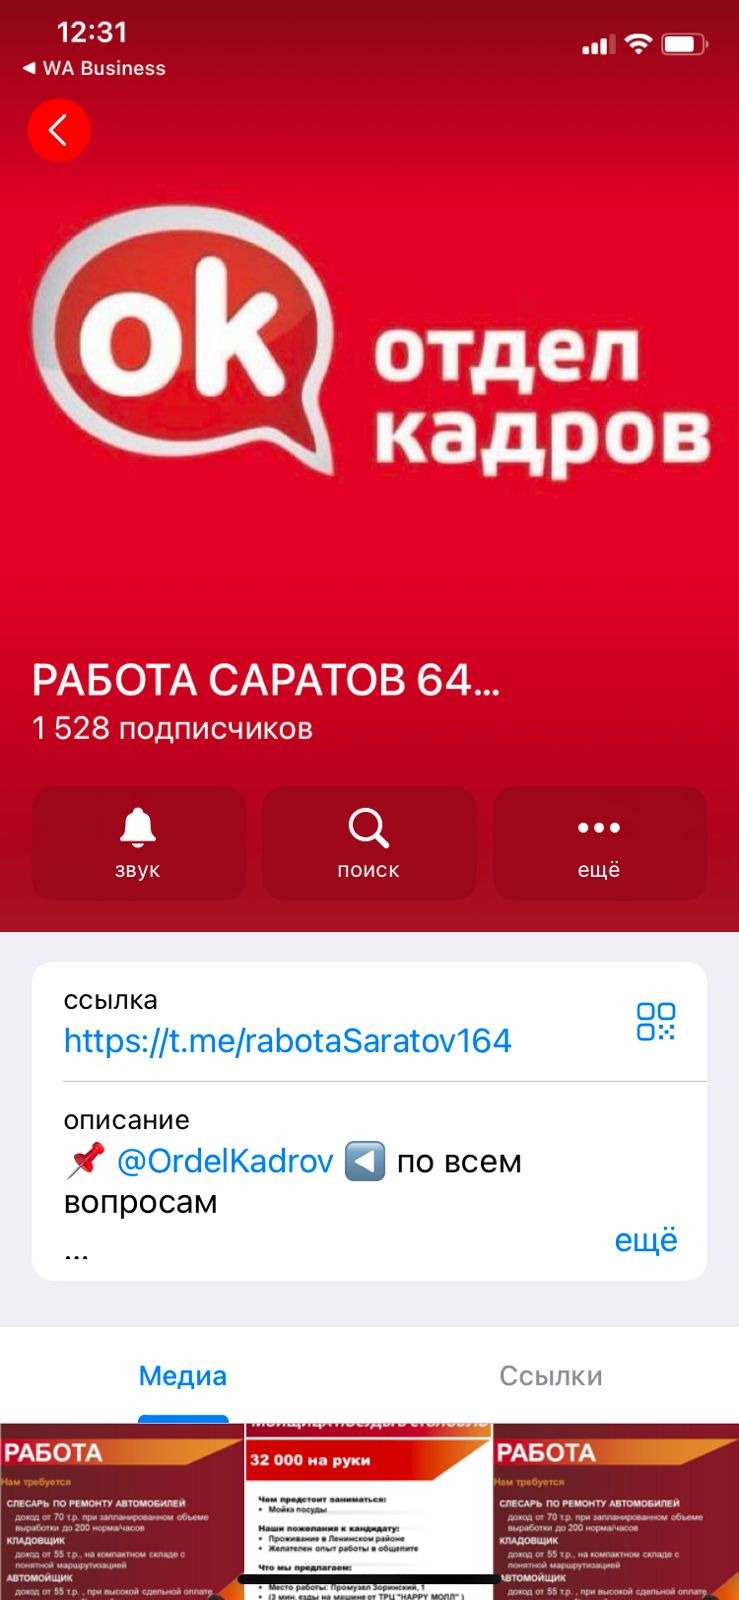 12:31
WA Business
ok
отдел
кадров
РАБОТА САРАТОВ 64...
1 528 подписчиков
звук
поиск
ещё
ссылка
https://t.me/rabotaSaratov164
описание
@OrdelKadrov по всем
вопросам
...
ещё
Медиа
Ссылки
РАБОТА
Нам требуется
СЛЕСАРЬ ПО РЕМОНТУ АВТОМОБИЛЕЙ
доход от 70 т.р. при запланированном объеме
выработки до 200 норма/часов
КЛАДОВЩИК
доход от 55 т.р., на компактном складе с
понятной маршрутизацией
АВТОМОЙЩИК
доход от 55 т.р. , при высокой сдельной оплате
МОЙЩИЦА ПОСУДЫ В СТОЛОВУЮ
32 000 на руки
Чем предстоит заниматься:
• Мойка посуды
Наши пожелания к кандидату:
• Проживание в Ленинском районе
• Желателен опыт работы в общепите
Что мы предлагаем:
• Место работы: Промузел Зоринский, 1
• (3 мин. езды на машине от ТРЦ "HAPPY МОЛЛ" )
РАБОТА
Нам требуется
СЛЕСАРЬ ПО РЕМОНТУ АВТОМОБИЛЕЙ
доход от 70 т.р. при запланированном объеме
выработки до 200 норма/часов
КЛАДОВЩИК
доход от 55 т.р., на компактном складе с
понятной маршрутизацией
АВТОМОЙЩИК
доход от 55 т.р. , при высокой сдельной оплате